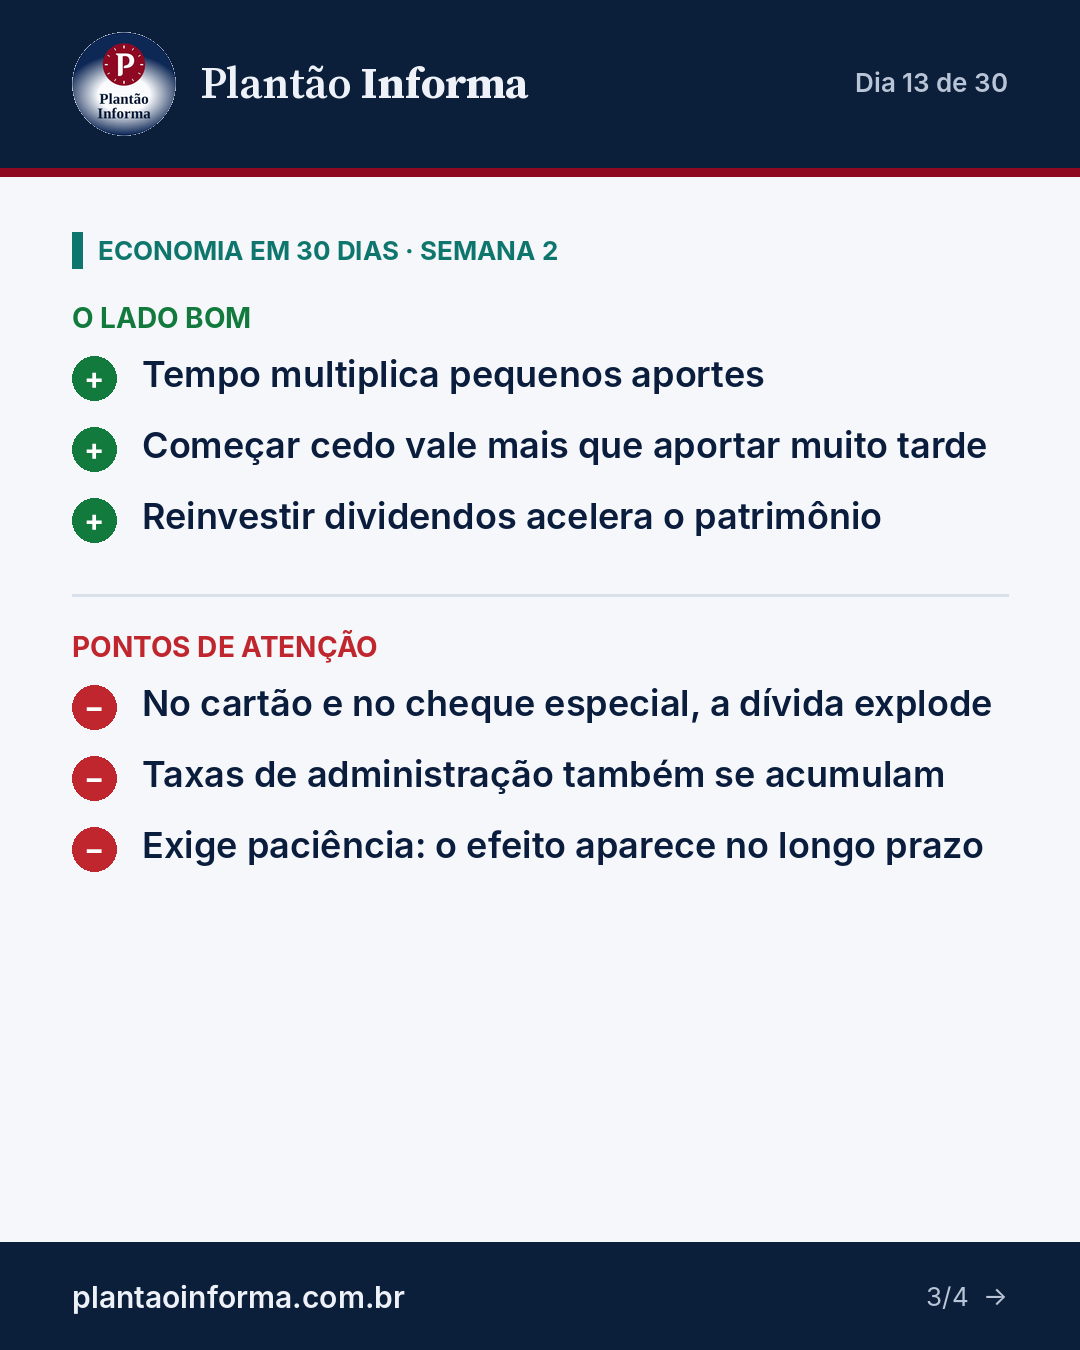 P
Plantão
Informa
Plantão Informa
Dia 13 de 30
ECONOMIA EM 30 DIAS · SEMANA 2
O LADO BOM
+ Tempo multiplica pequenos aportes
+ Começar cedo vale mais que aportar muito tarde
+ Reinvestir dividendos acelera o patrimônio
PONTOS DE ATENÇÃO
– No cartão e no cheque especial, a dívida explode
– Taxas de administração também se acumulam
– Exige paciência: o efeito aparece no longo prazo
plantaoinforma.com.br
3/4 →